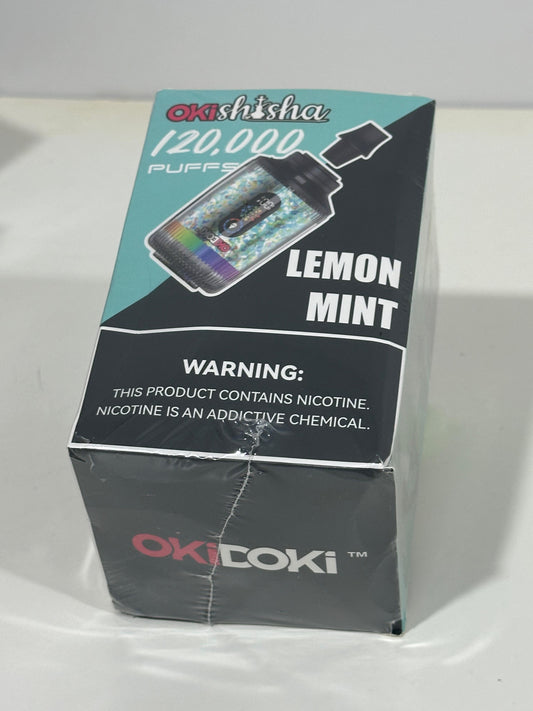 OKishisha
120,000
PUFFS
LEMON
MINT
WARNING:
THIS PRODUCT CONTAINS NICOTINE.
NICOTINE IS AN ADDICTIVE CHEMICAL.
OKiDOKi ™